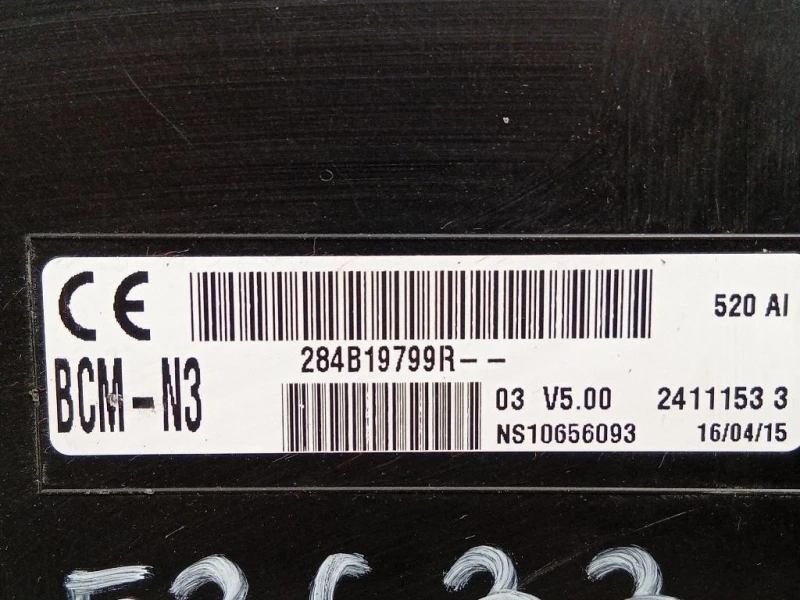 CE
520 AI
284B19799R--
BCM-N3
03 V5.00 2411153 3
NS10656093 16/04/15